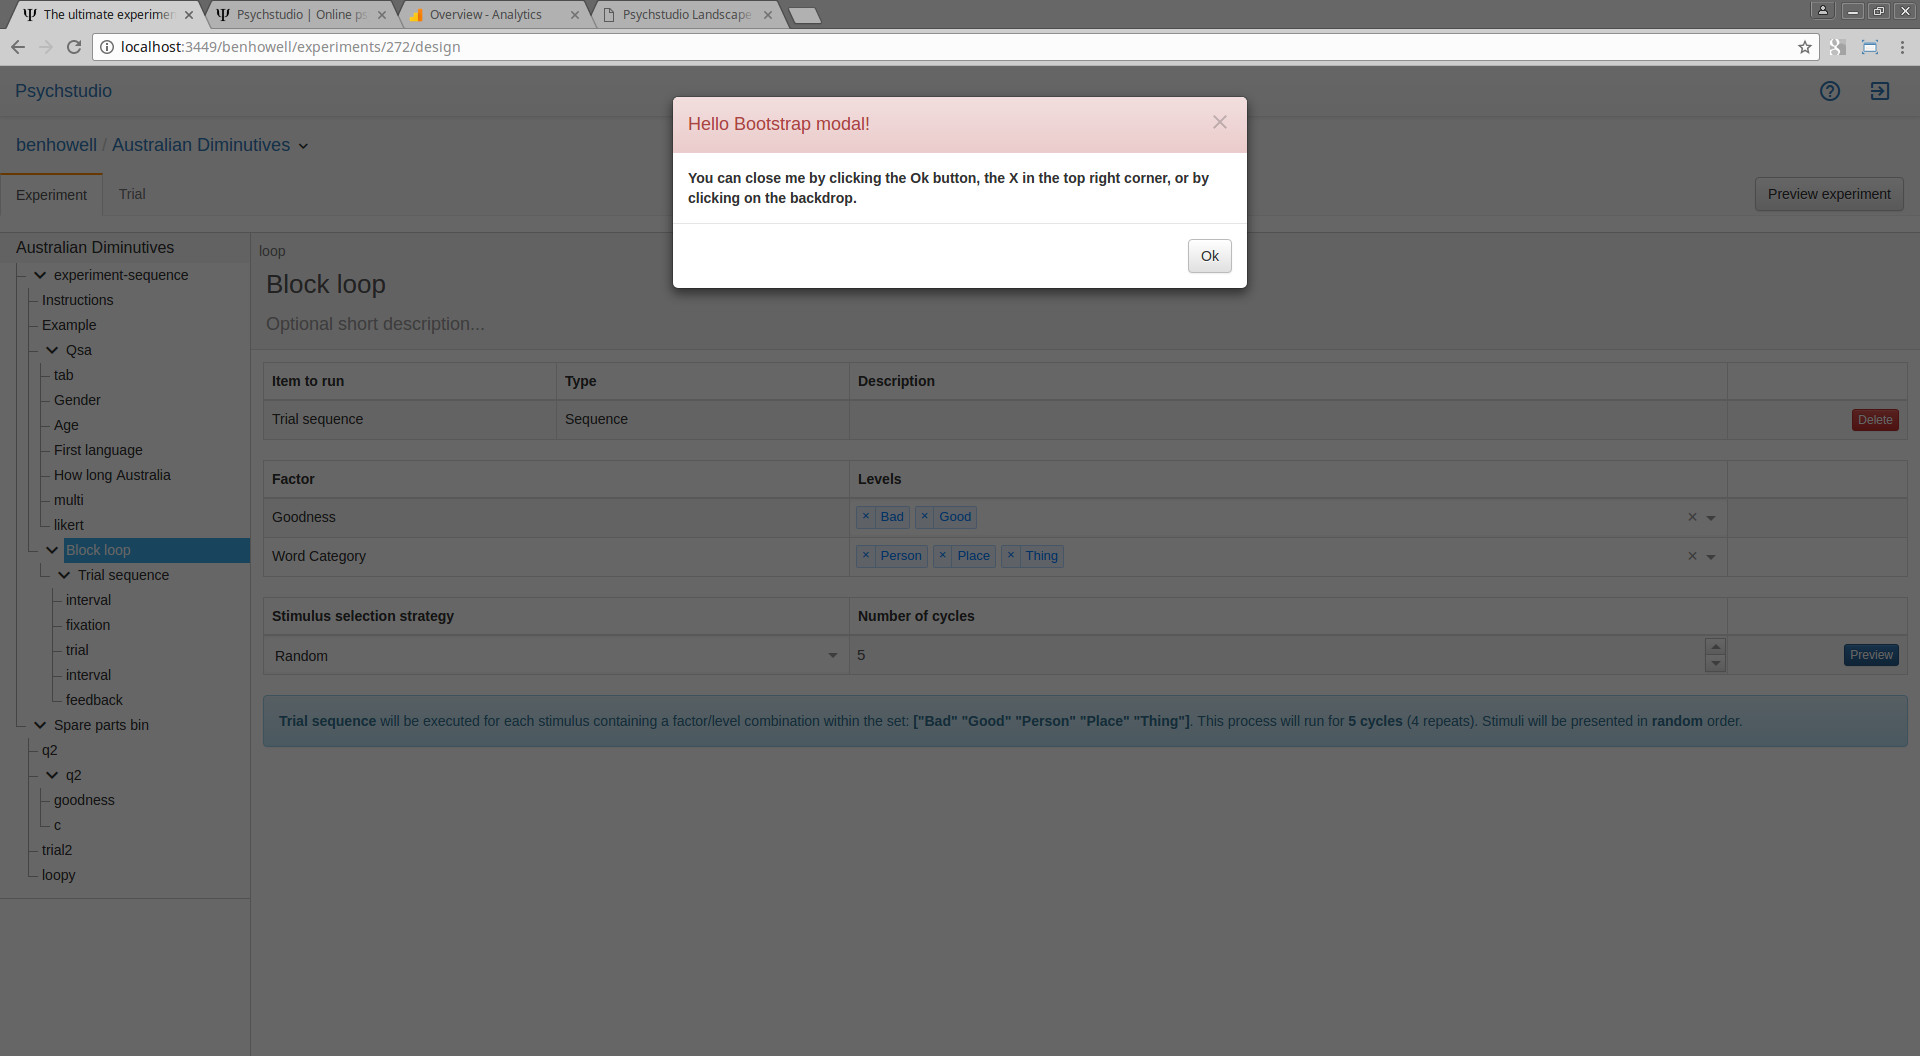 The ultimate experimen
Psychstudio | Online ps
Overview - Analytics
Psychstudio Landscape
localhost:3449/benhowell/experiments/272/design
Psychstudio
benhowell / Australian Diminutives
Experiment
Trial
Preview experiment
Hello Bootstrap modal!
×
You can close me by clicking the Ok button, the X in the top right corner, or by
clicking on the backdrop.
Ok
Australian Diminutives
experiment-sequence
Instructions
Example
Qsa
tab
Gender
Age
First language
How long Australia
multi
likert
Block loop
Trial sequence
interval
fixation
trial
interval
feedback
Spare parts bin
q2
q2
goodness
c
trial2
loopy
loop
Block loop
Optional short description...
Item to run Type Description
Trial sequence Sequence Delete
Factor Levels
Goodness × Bad × Good ×
Word Category × Person × Place × Thing ×
Stimulus selection strategy Number of cycles
Random 5 Preview
Trial sequence will be executed for each stimulus containing a factor/level combination within the set: ["Bad" "Good" "Person" "Place" "Thing"]. This process will run for 5 cycles (4 repeats). Stimuli will be presented in random order.